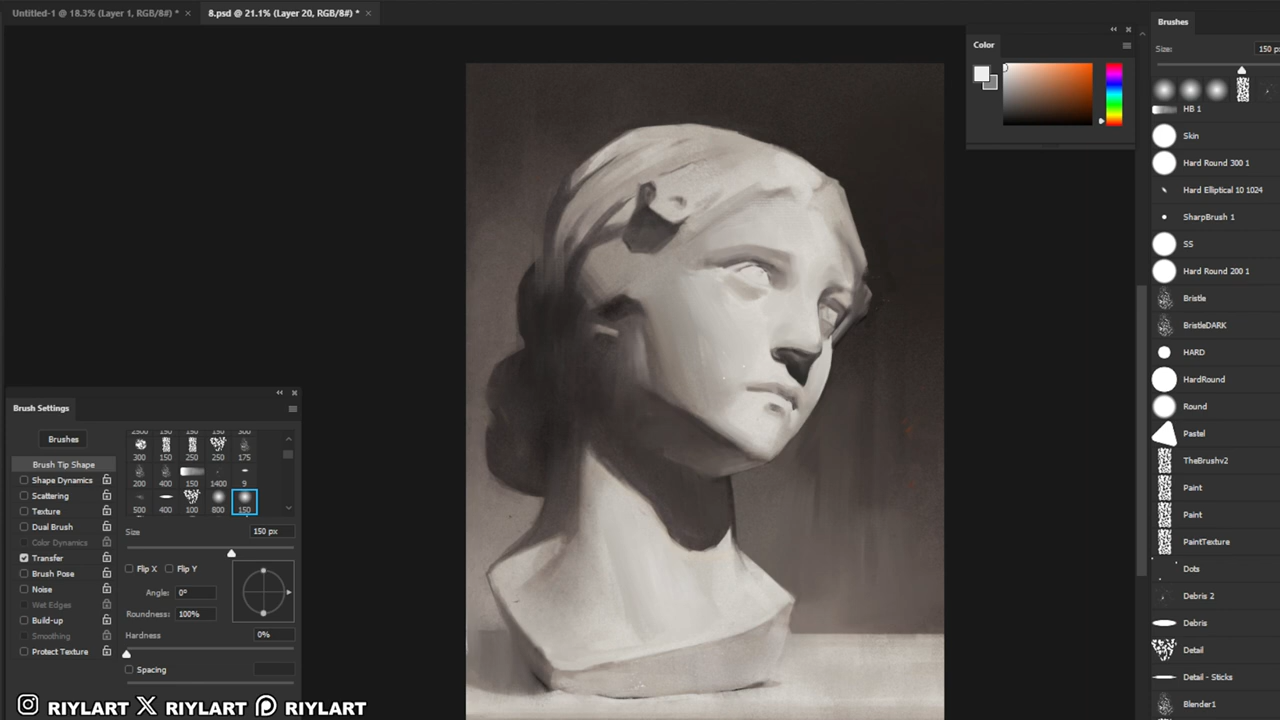 Untitled-1 @ 18.3% (Layer 1, RGB/8#) * ×
8.psd @ 21.1% (Layer 20, RGB/8#) * ×
Color
Brushes
Size:
150 px
HB 1
Skin
Hard Round 300 1
Hard Elliptical 10 1024
SharpBrush 1
SS
Hard Round 200 1
Bristle
BristleDARK
HARD
HardRound
Round
Pastel
TheBrushv2
Paint
Paint
PaintTexture
Dots
Debris 2
Debris
Detail
Detail - Sticks
Blender1
Brush Settings
Brushes
Brush Tip Shape
Shape Dynamics
Scattering
Texture
Dual Brush
Color Dynamics
Transfer
Brush Pose
Noise
Wet Edges
Build-up
Smoothing
Protect Texture
300 150 250 250 175
200 400 150 1400 9
500 400 100 800 150
Size 150 px
Flip X Flip Y
Angle: 0°
Roundness: 100%
Hardness 0%
Spacing
RIYLART RIYLART RIYLART